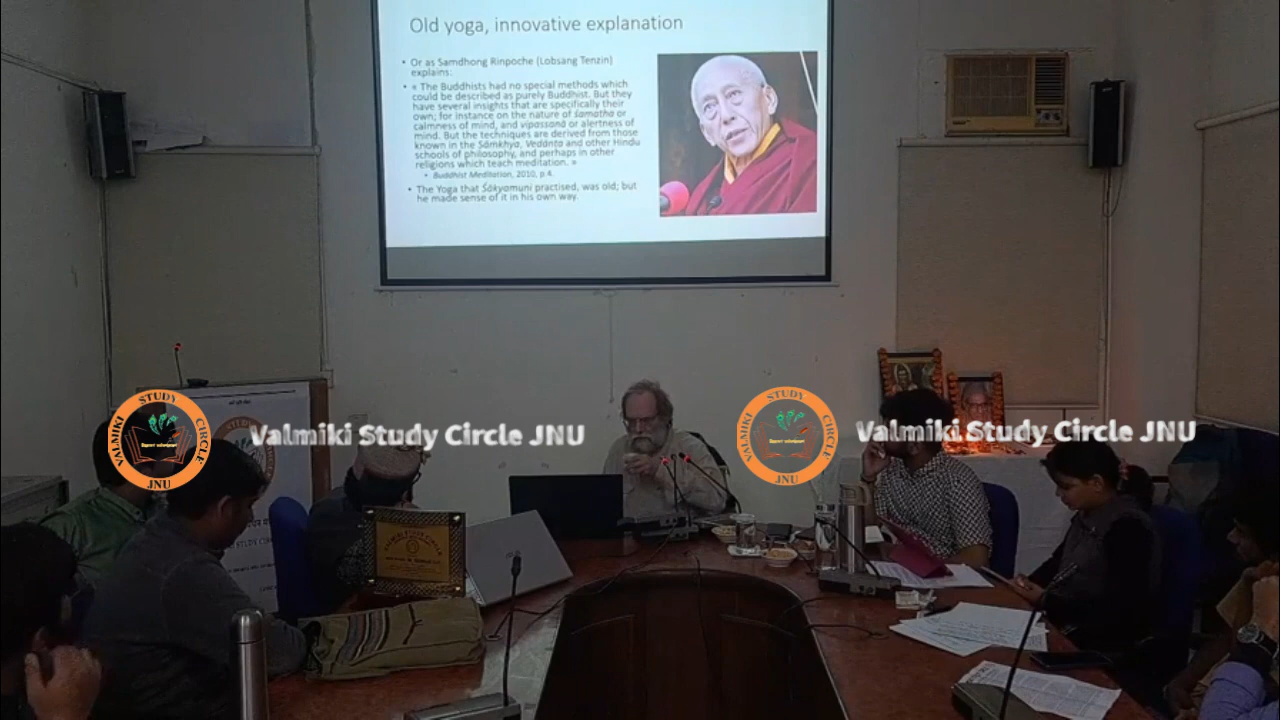 Old yoga, innovative explanation
• Or as Samdhong Rinpoche (Lobsang Tenzin)
explains:
• « The Buddhists had no special methods which
could be described as purely Buddhist. But they
have several insights that are specifically their
own; for instance on the nature of śamatha or
calmness of mind, and vipassanā or alertness of
mind. But the techniques are derived from those
known in the Sāmkhya, Vedānta and other Hindu
schools of philosophy, and perhaps in other
religions which teach meditation. »
• Buddhist Meditation, 2010, p.4.
• The Yoga that Śākyamuni practised, was old; but
he made sense of it in his own way.
VALMIKI STUDY CIRCLE
JNU
Valmiki Study Circle JNU
VALMIKI STUDY CIRCLE
JNU
Valmiki Study Circle JNU